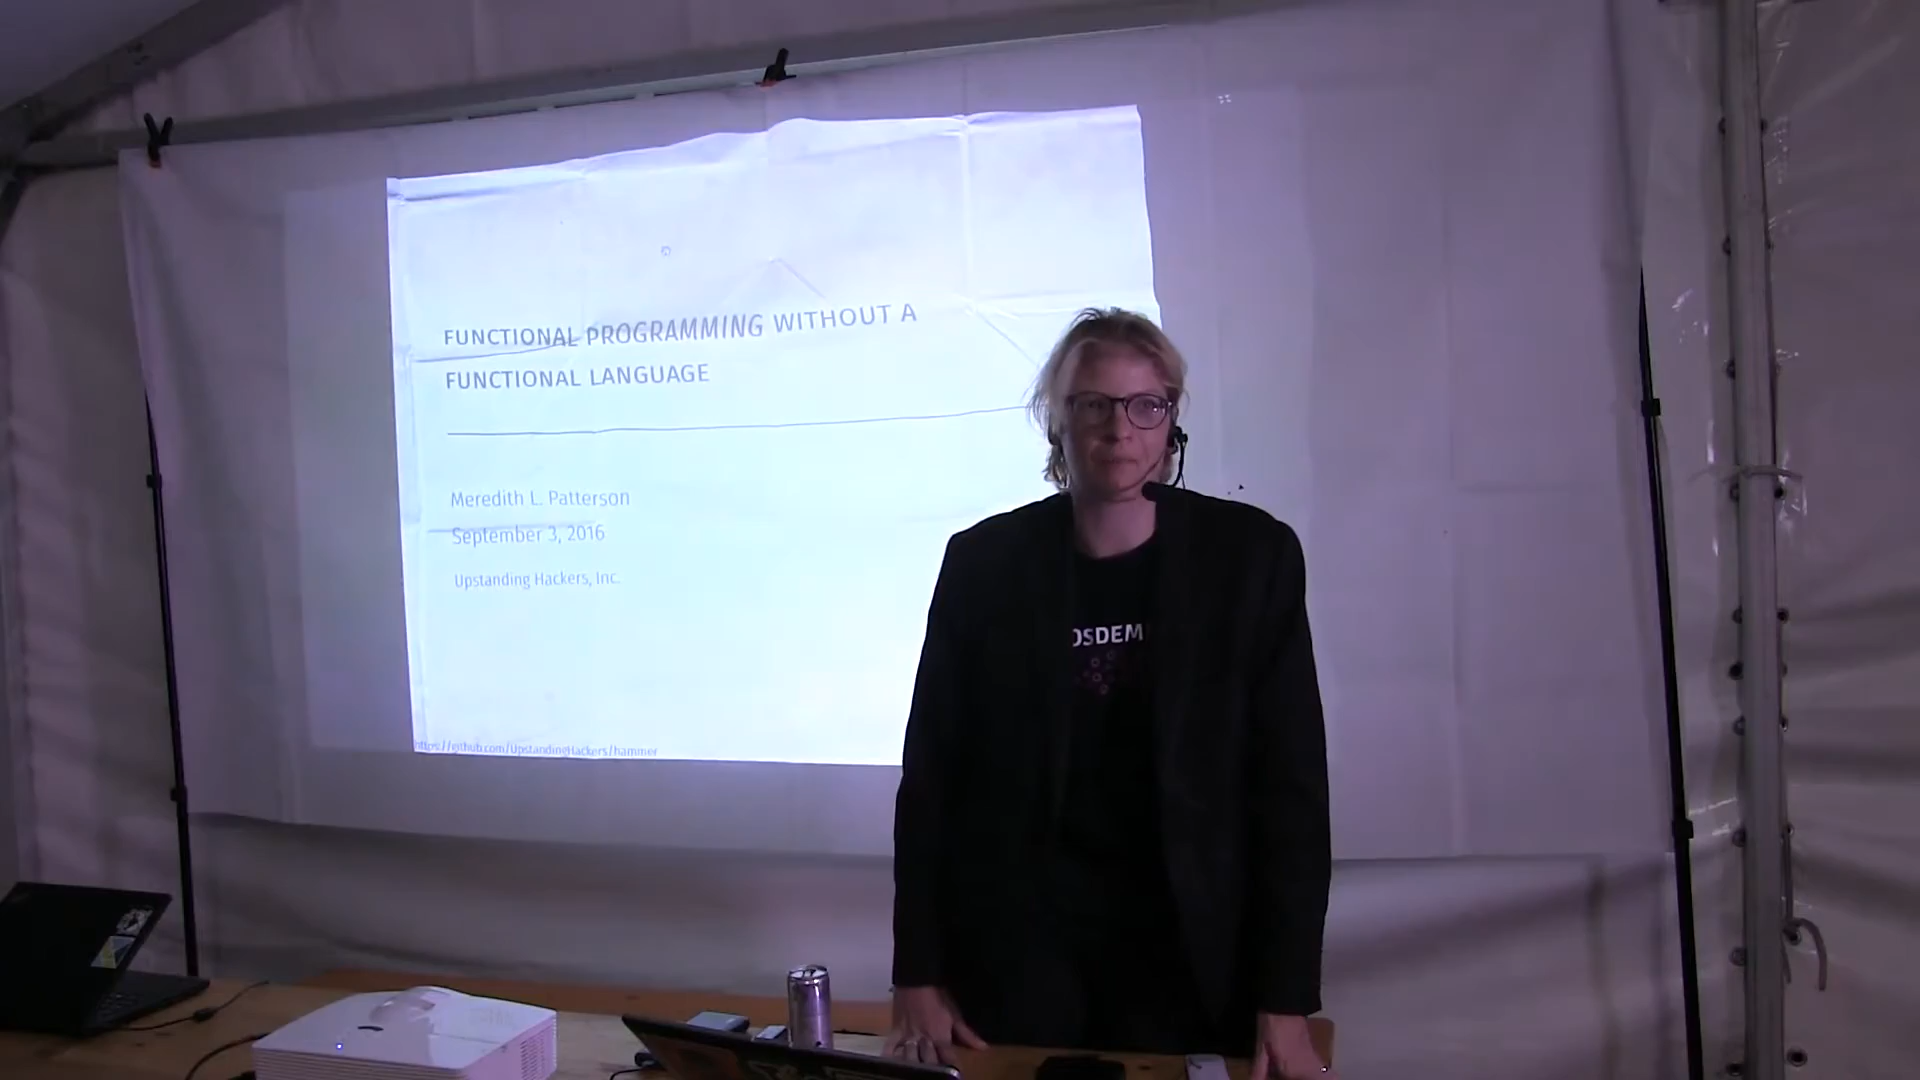 FUNCTIONAL PROGRAMMING WITHOUT A
FUNCTIONAL LANGUAGE
Meredith L. Patterson
September 3, 2016
Upstanding Hackers, Inc.
https://github.com/UpstandingHackers/hammer
OSDEM